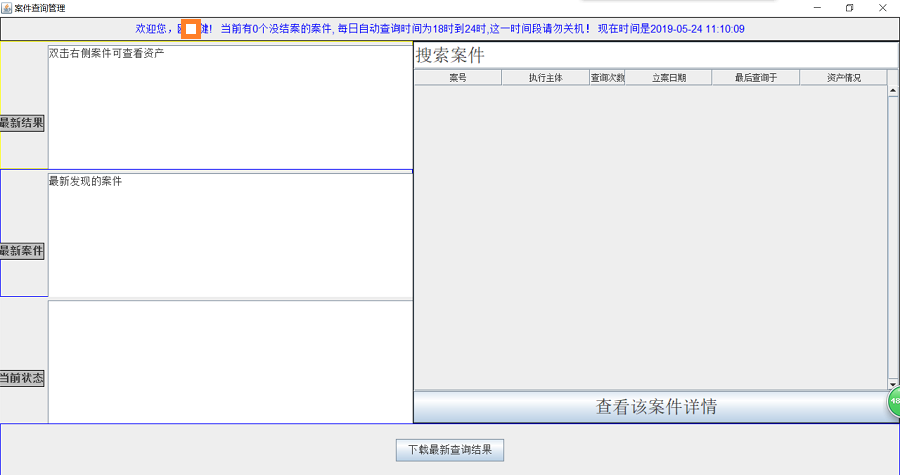 案件查询管理
欢迎您，健! 当前有0个没结案的案件, 每日自动查询时间为18时到24时,这一时间段请勿关机！ 现在时间是2019-05-24 11:10:09
双击右侧案件可查看资产
最新结果
最新发现的案件
最新案件
当前状态
搜索案件
案号 执行主体 查询次数 立案日期 最后查询于 资产情况
查看该案件详情
48
下载最新查询结果